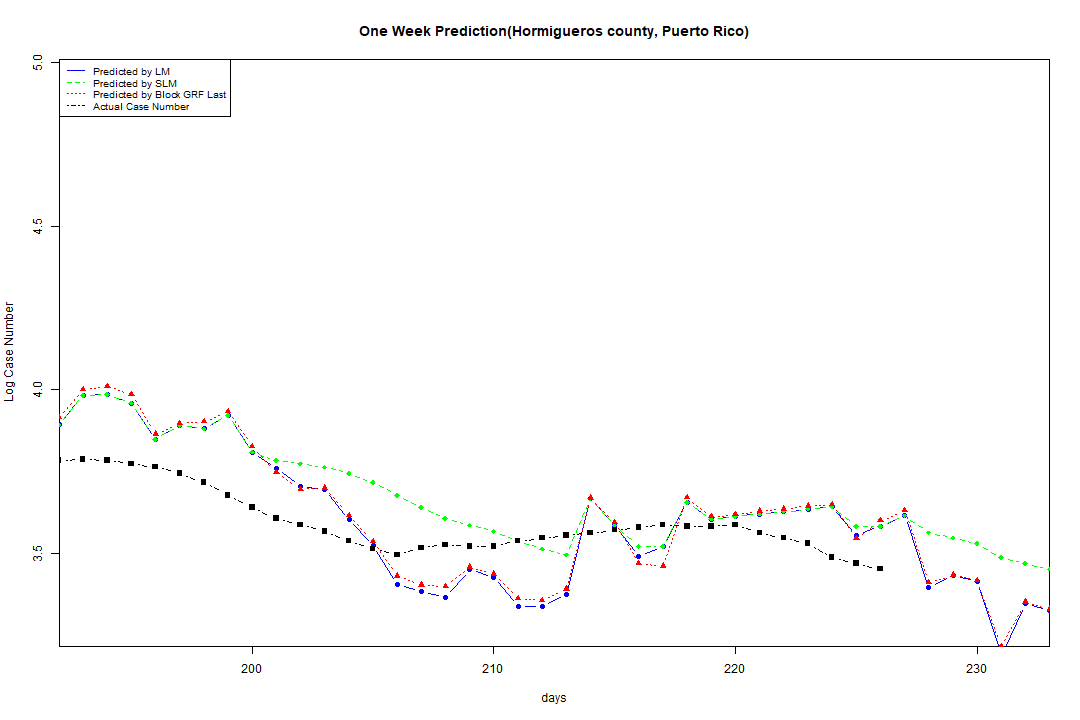 One Week Prediction(Hormigueros county, Puerto Rico)
Predicted by LM
Predicted by SLM
Predicted by Block GRF Last
Actual Case Number
5.0
4.5
4.0
3.5
Log Case Number
200 210 220 230
days